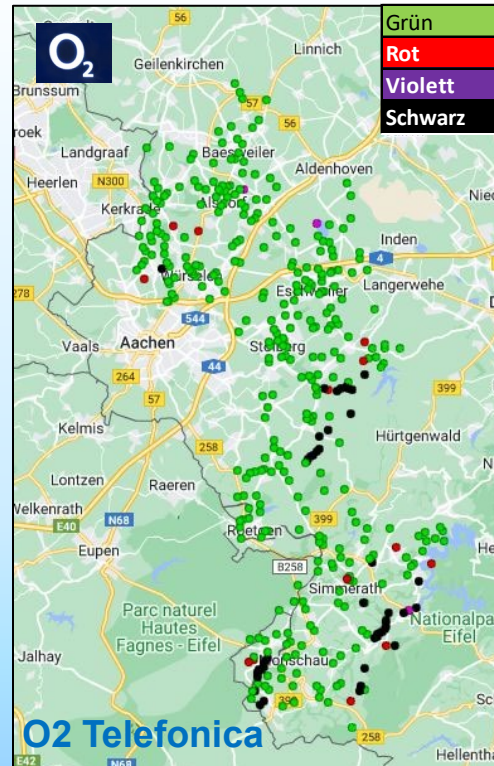 O2
Grün
Rot
Violett
Schwarz
56
Linnich
Geilenkirchen
57
Brunssum
56
Landgraaf
Baesweiler
Aldenhoven
Heerlen
N300
Kerkrade
Alsdorf
Inden
4
Würselen
Eschweiler
Langerwehe
278
544
Aachen
Stolberg
Vaals
44
264
399
57
Kelmis
258
Hürtgenwald
Lontzen
Raeren
Welkenrath
399
E40
N68
Roetgen
Eupen
B258
Simmerath
Parc naturel
Hautes
Fagnes - Eifel
Nationalpa
Eifel
Jalhay
Monschau
399
N68
O2 Telefonica
258
E42
Hellentha